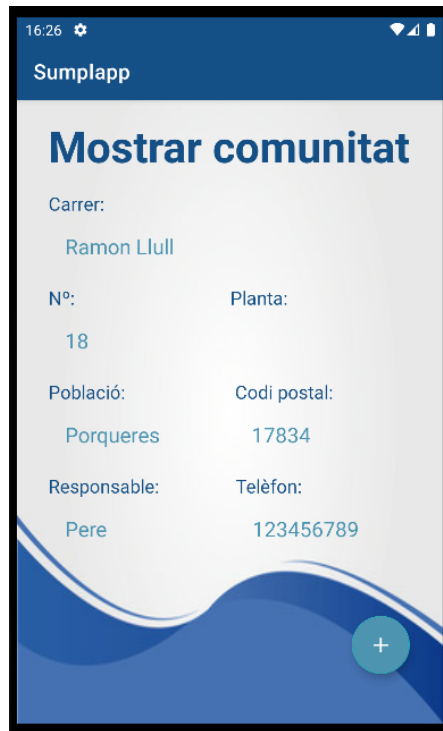 16:26
Sumplapp
Mostrar comunitat
Carrer:
Ramon Llull
Nº: Planta:
18
Població: Codi postal:
Porqueres 17834
Responsable: Telèfon:
Pere 123456789
+